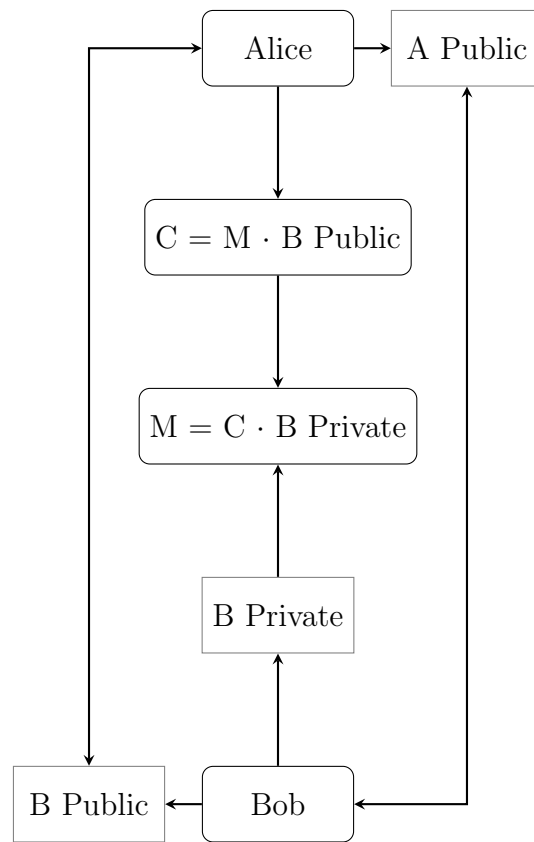 Alice
A Public
C = M · B Public
M = C · B Private
B Private
B Public
Bob